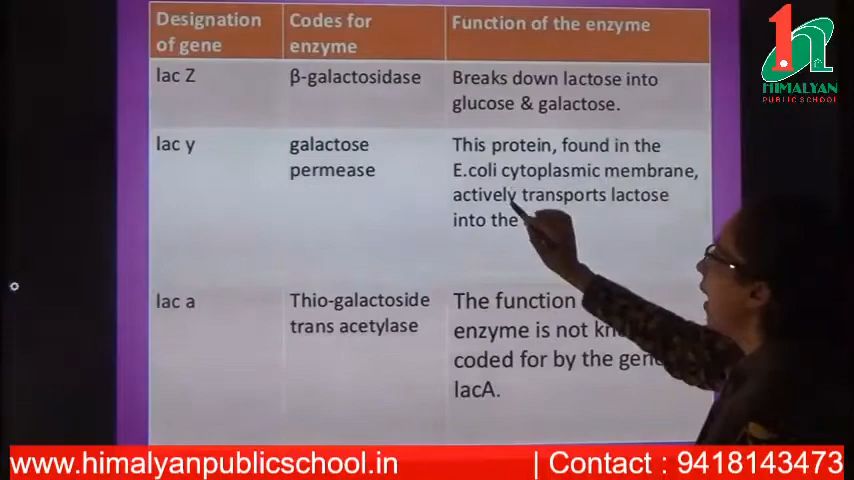 Designation of gene
Codes for enzyme
Function of the enzyme
lac Z
β-galactosidase
Breaks down lactose into
glucose & galactose.
lac y
galactose
permease
This protein, found in the
E.coli cytoplasmic membrane,
actively transports lactose
into the
lac a
Thio-galactoside
trans acetylase
The function
enzyme is not
coded for by the gene
lacA.
HIMALYAN
PUBLIC SCHOOL
www.himalyanpublicschool.in | Contact : 9418143473